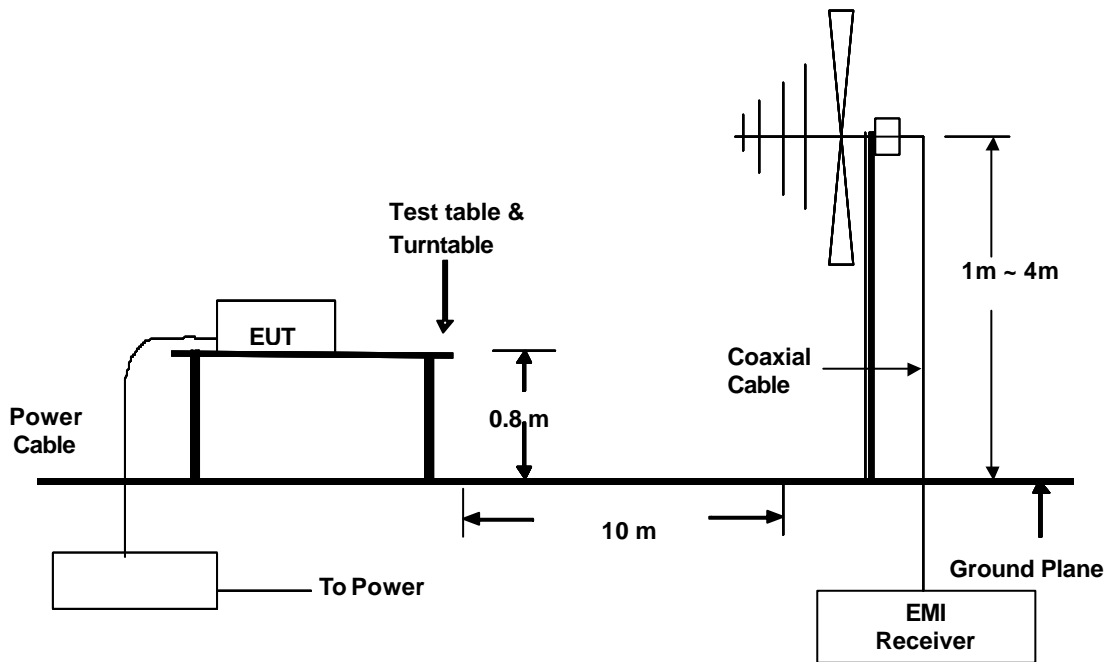 Test table &
Turntable
1m ~ 4m
EUT
Coaxial
Cable
0.8 m
Power
Cable
10 m
Ground Plane
To Power
EMI
Receiver